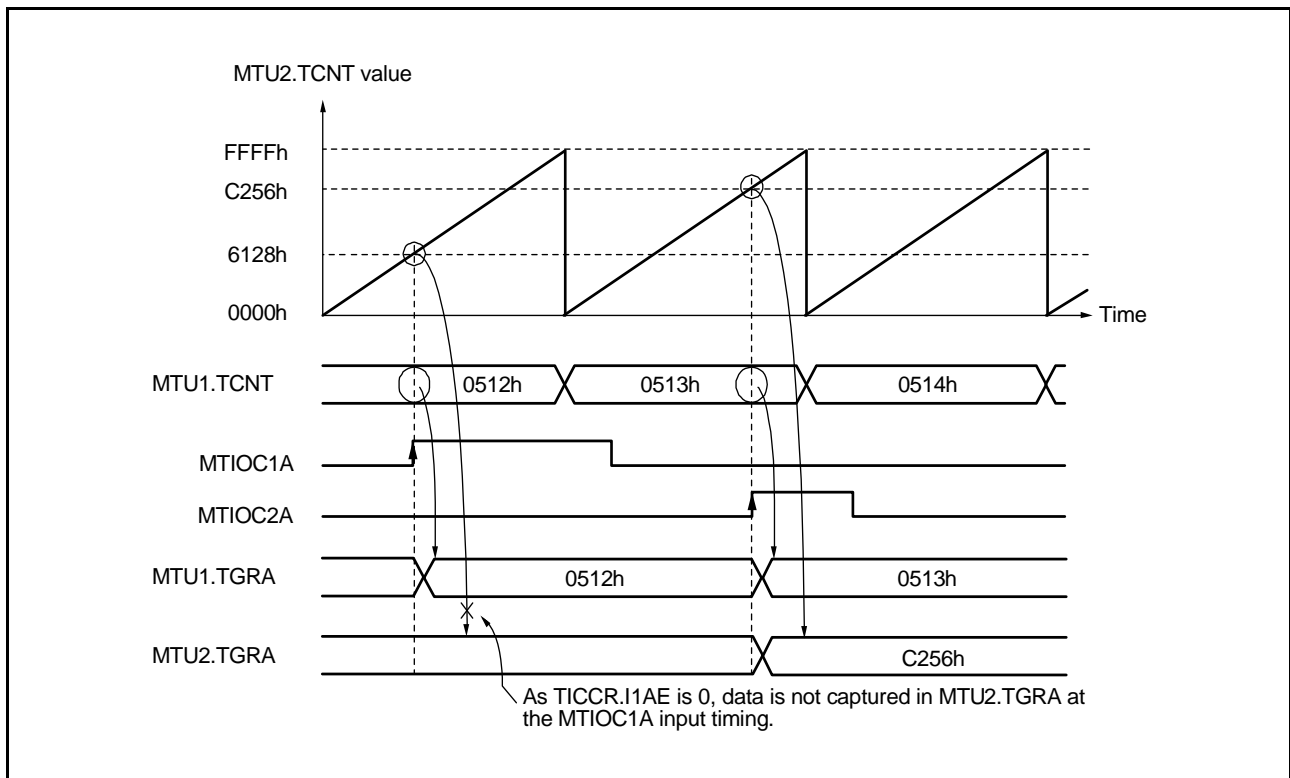 MTU2.TCNT value
FFFFh
C256h
6128h
0000h
Time
MTU1.TCNT
0512h
0513h
0514h
MTIOC1A
MTIOC2A
MTU1.TGRA
0512h
0513h
MTU2.TGRA
C256h
As TICCR.I1AE is 0, data is not captured in MTU2.TGRA at
the MTIOC1A input timing.